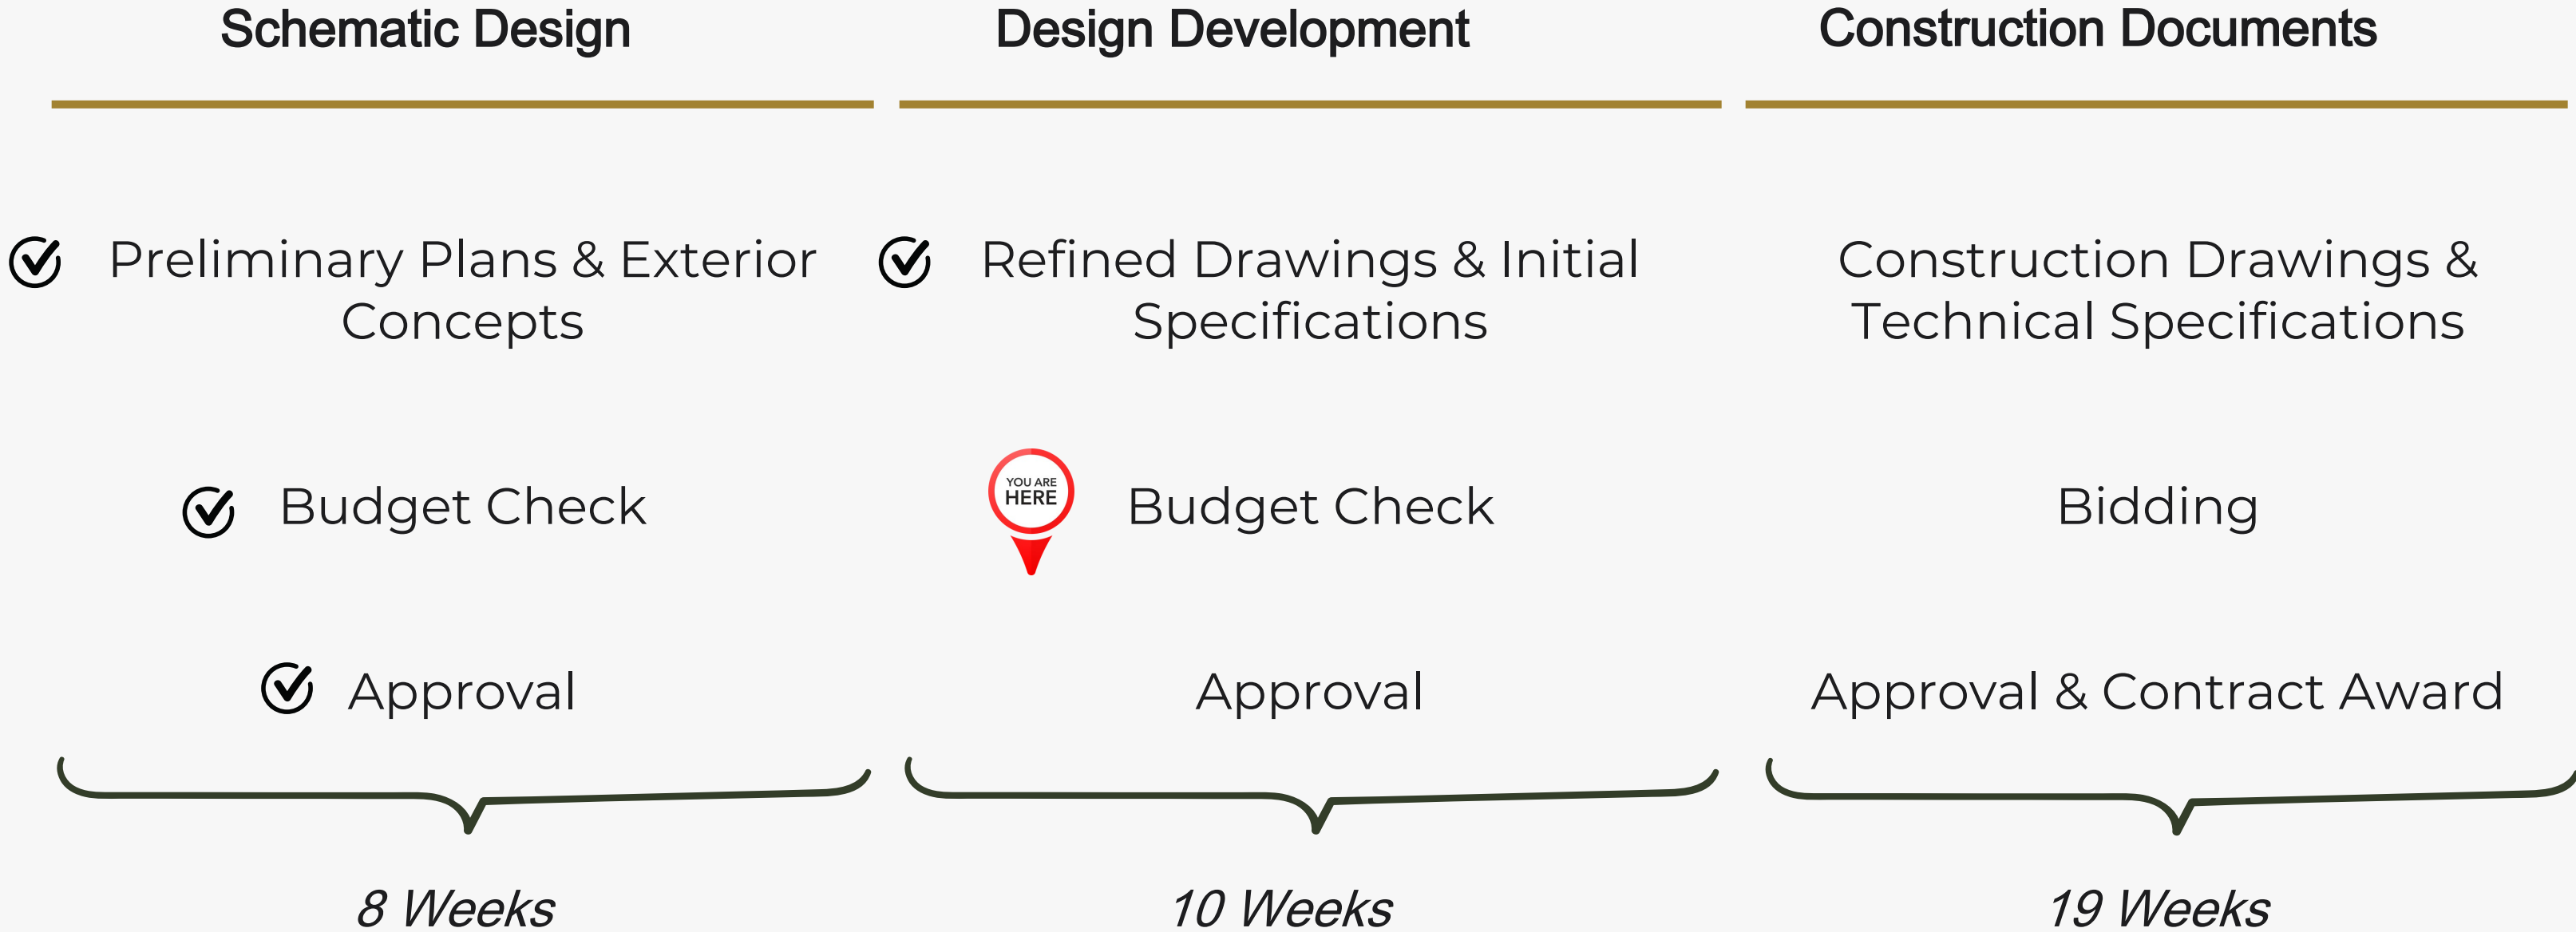 Schematic Design
Preliminary Plans & Exterior
Concepts
Budget Check
Approval
8 Weeks
Design Development
Refined Drawings & Initial
Specifications
YOU ARE
HERE
Budget Check
Approval
10 Weeks
Construction Documents
Construction Drawings &
Technical Specifications
Bidding
Approval & Contract Award
19 Weeks